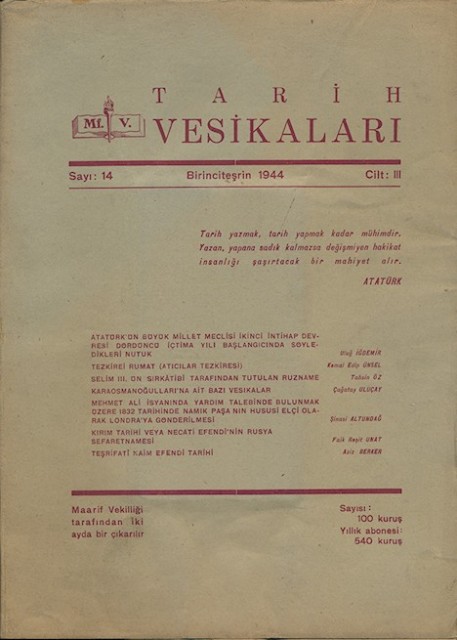 TARİH
Mf. V.
VESİKALARI
Sayı: 14 Birinciteşrin 1944 Cilt: III
Tarih yazmak, tarih yapmak kadar mühimdir.
Yazan, yapana sadık kalmazsa değişmiyen hakikat
insanlığı şaşırtacak bir mahiyet alır.
ATATÜRK
ATATÜRK'ÜN BÜYÜK MİLLET MECLİSİ İKİNCİ İNTİHAP DEV-
RESİ DÖRDÜNCÜ İÇTİMA YILI BAŞLANGICINDA SÖYLE-
DİKLERİ NUTUK Uluğ İĞDEMİR
TEZKİREİ RUMAT (ATICILAR TEZKİRESİ) Kemal Edip ÜNSEL
SELİM III. ÜN SIRKÂTİBİ TARAFINDAN TUTULAN RUZNAME Tahsin ÖZ
KARAOSMANOĞULLARI'NA AİT BAZI VESİKALAR Çağatay ULUÇAY
MEHMET ALİ İSYANINDA YARDIM TALEBİNDE BULUNMAK
ÜZERE 1832 TARİHİNDE NAMIK PAŞA NIN HUSUSİ ELÇİ OLA-
RAK LONDRA'YA GÖNDERİLMESİ Şinasi ALTUNDAĞ
KIRIM TARİHİ VEYA NECATİ EFENDİ'NİN RUSYA
SEFARETNAMESİ Faik Reşit UNAT
TEŞRİFATİ NAİM EFENDİ TARİHİ Aziz BERKER
Maarif Vekilliği
tarafından iki
ayda bir çıkarılır
Sayısı:
100 kuruş
Yıllık abonesi:
540 kuruş